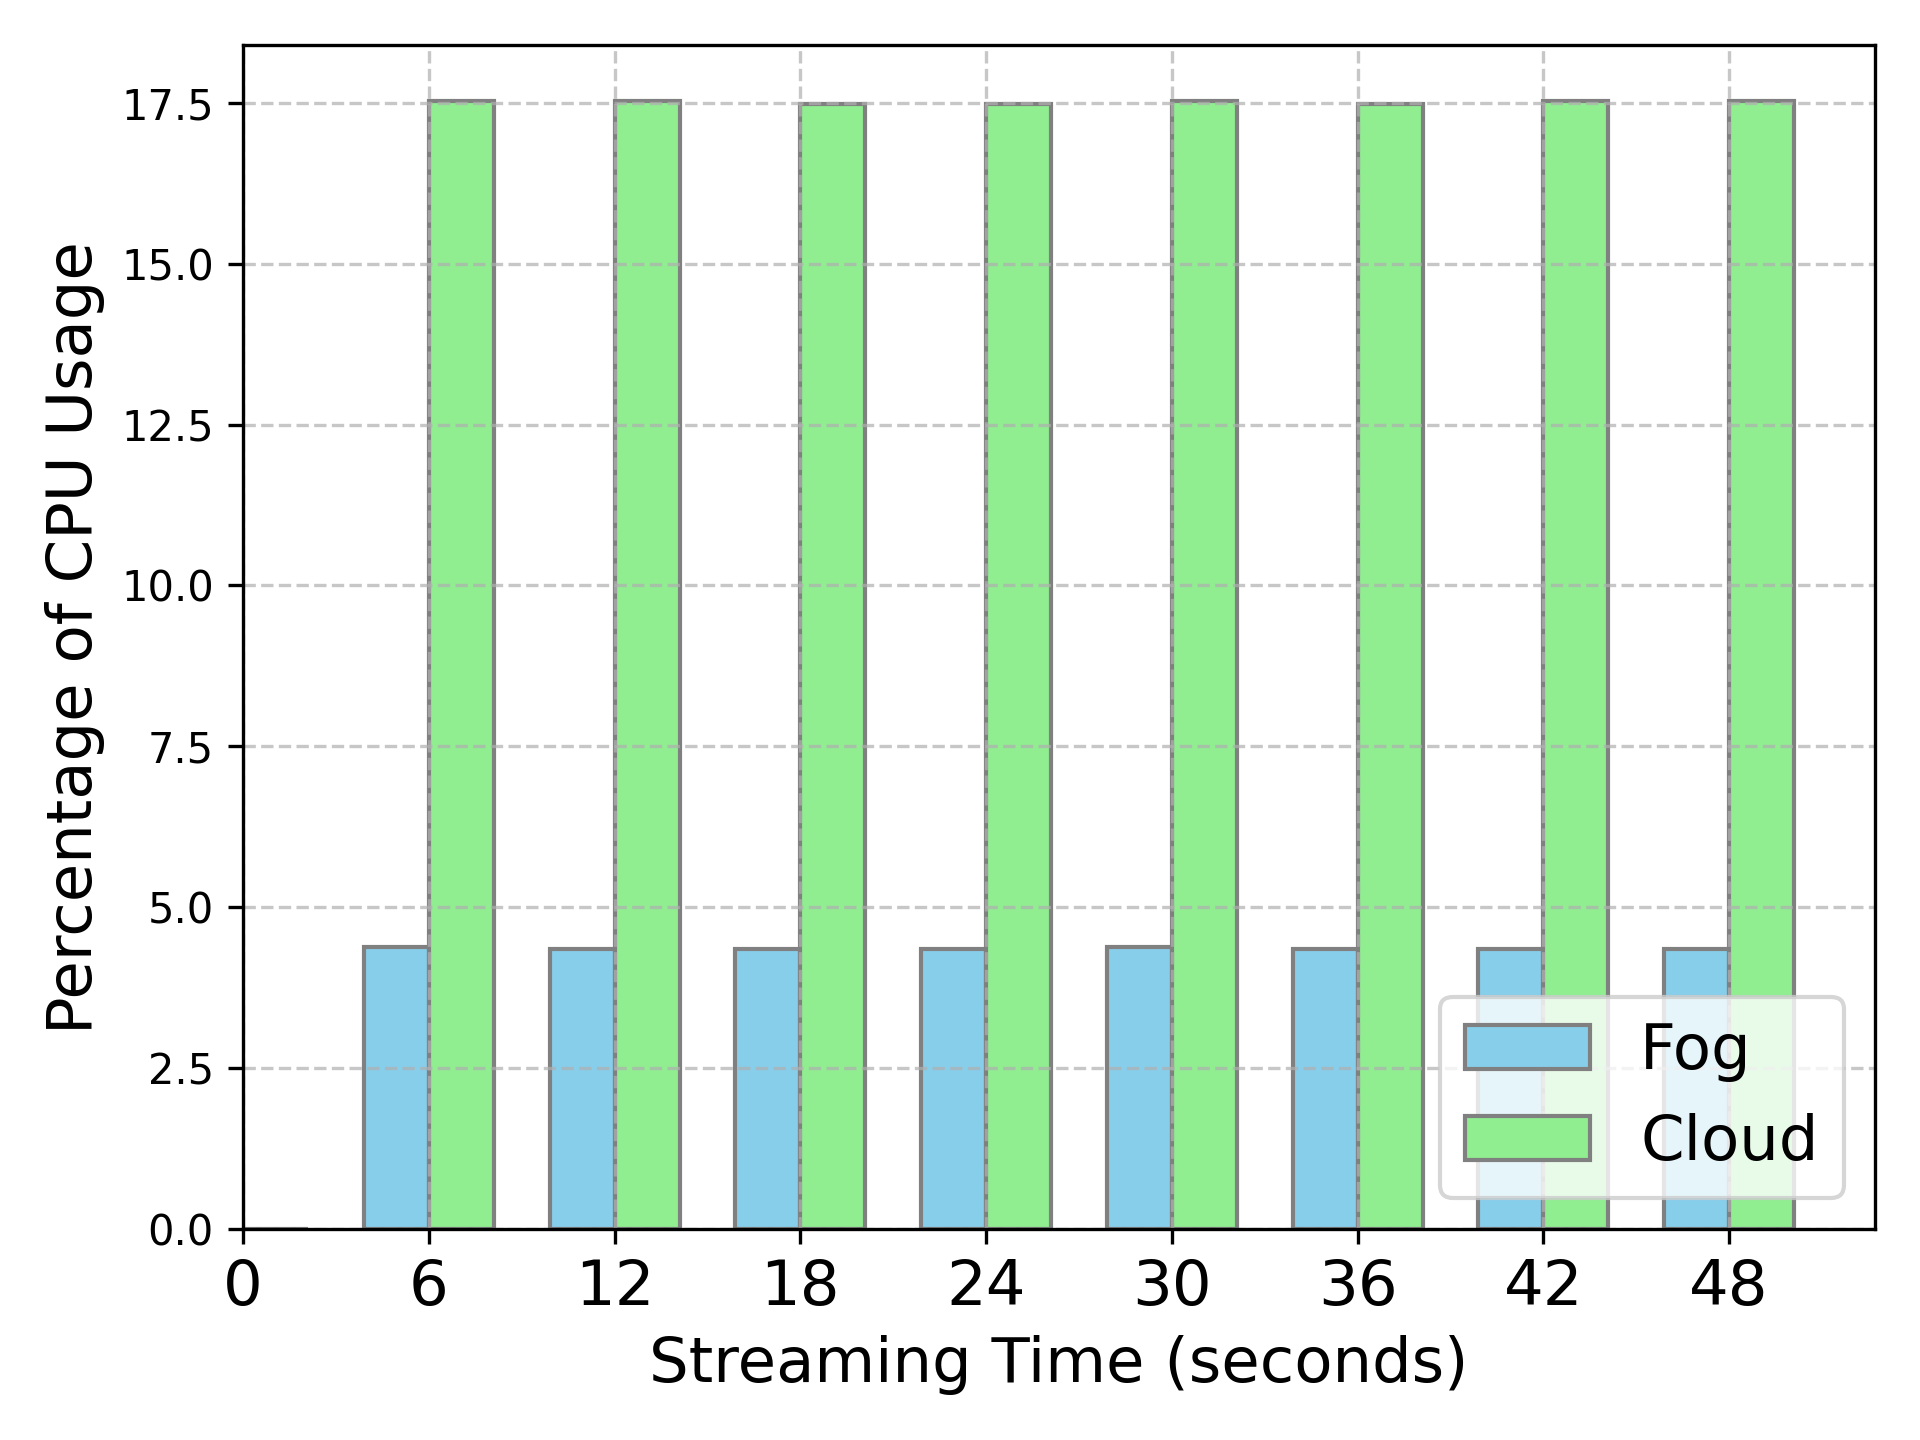 Percentage of CPU Usage
17.5
15.0
12.5
10.0
7.5
5.0
2.5
0.0
0 6 12 18 24 30 36 42 48
Streaming Time (seconds)
Fog
Cloud